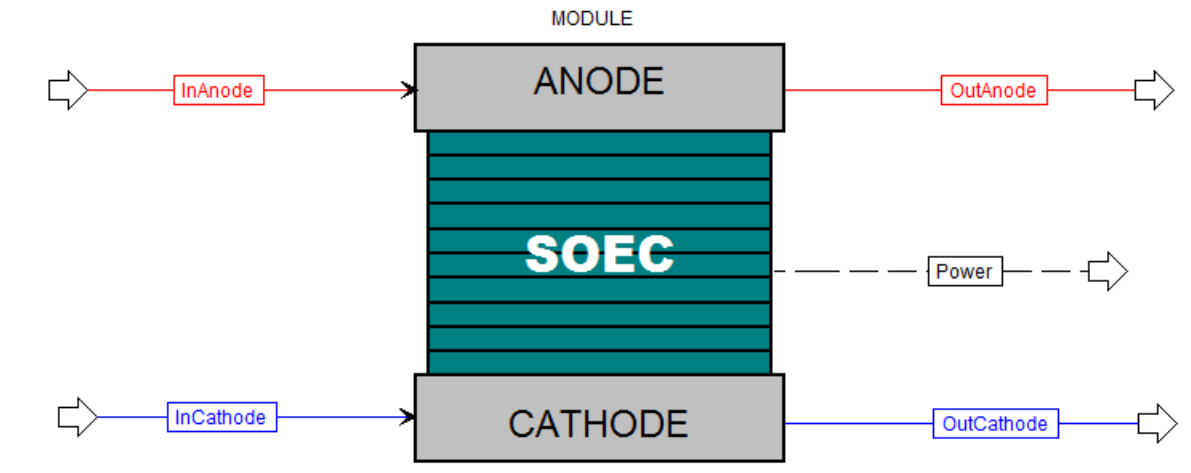 MODULE
InAnode
ANODE
OutAnode
SOEC
Power
InCathode
CATHODE
OutCathode